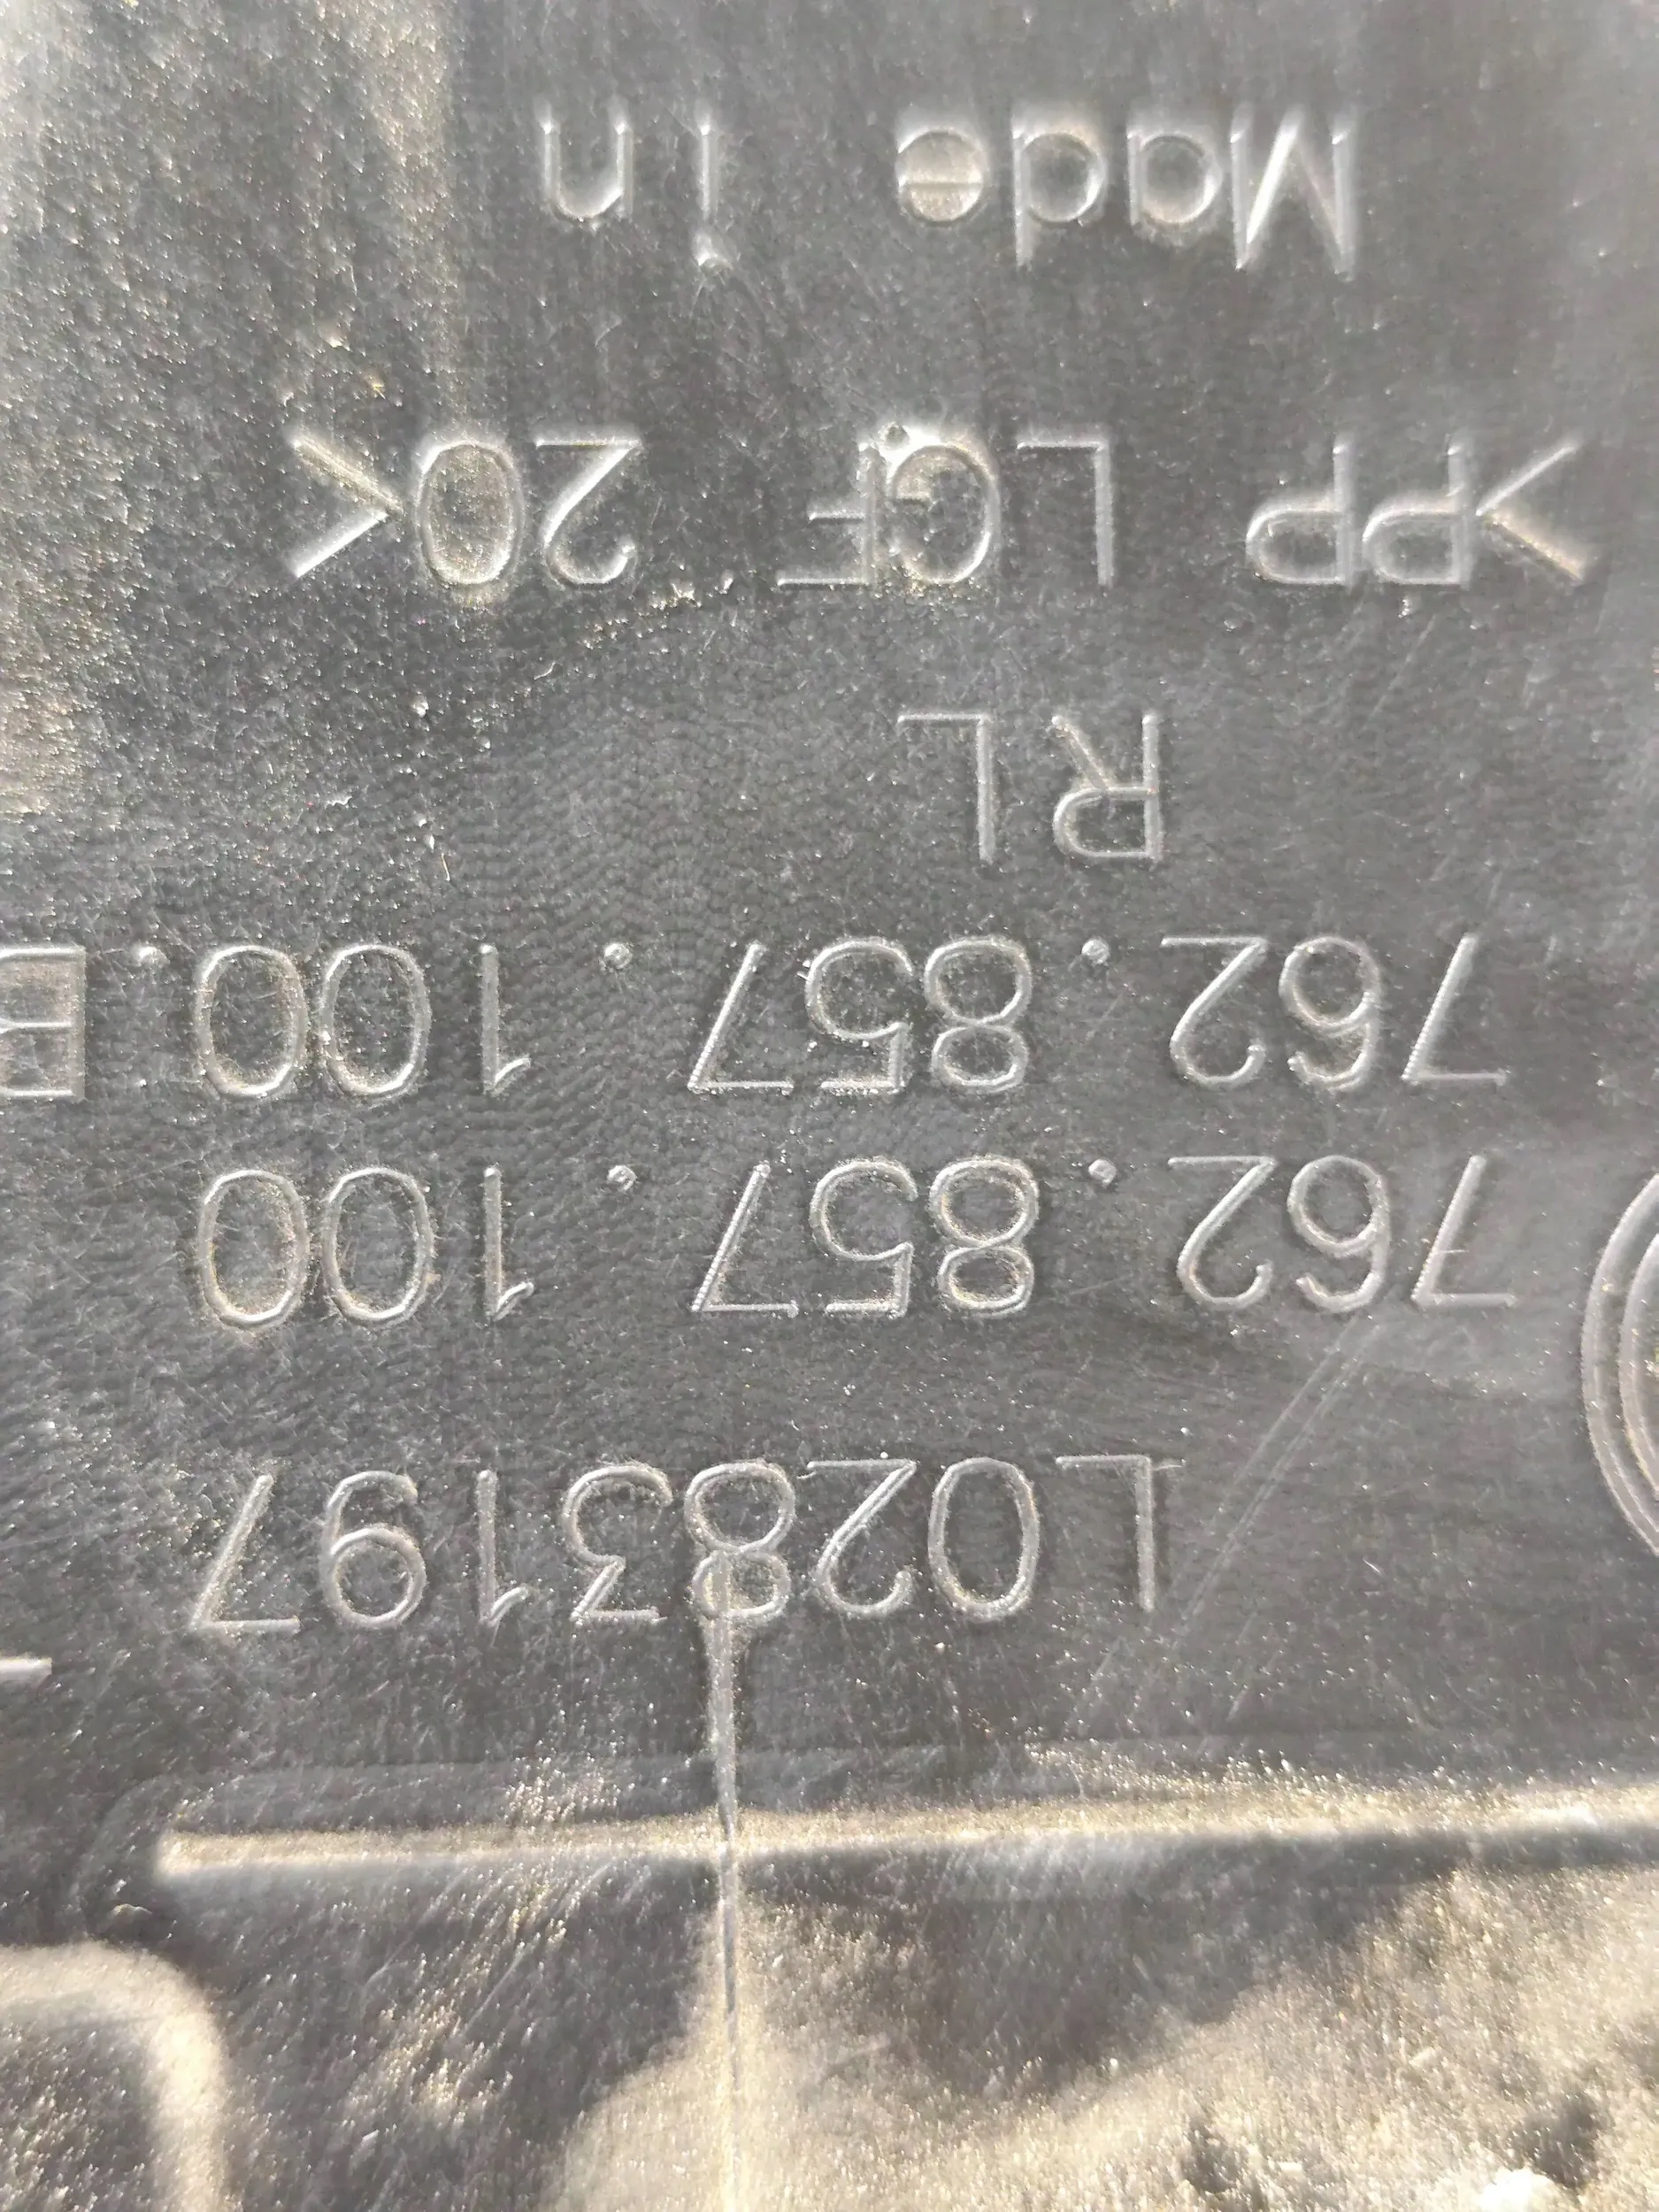 L0283197
762.857.100
762.857.100.
RL
>PP LGF 20<
Made in